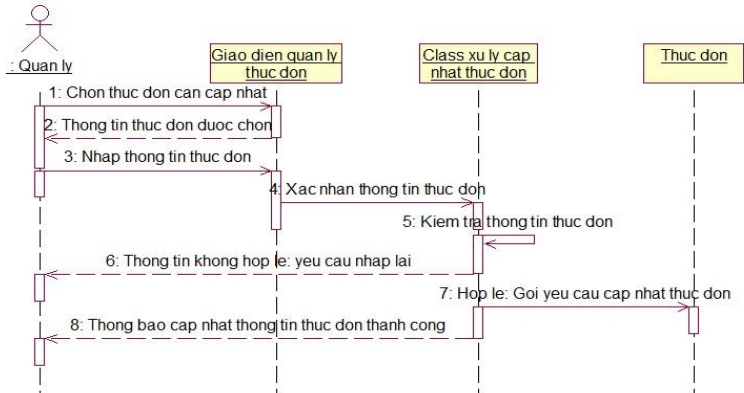 : Quan ly
Giao dien quan ly
thuc don
Class xu ly cap
nhat thuc don
Thuc don
1: Chon thuc don can cap nhat
2: Thong tin thuc don duoc chon
3: Nhap thong tin thuc don
4: Xac nhan thong tin thuc don
5: Kiem tra thong tin thuc don
6: Thong tin khong hop le: yeu cau nhap lai
7: Hop le: Goi yeu cau cap nhat thuc don
8: Thong bao cap nhat thong tin thuc don thanh cong